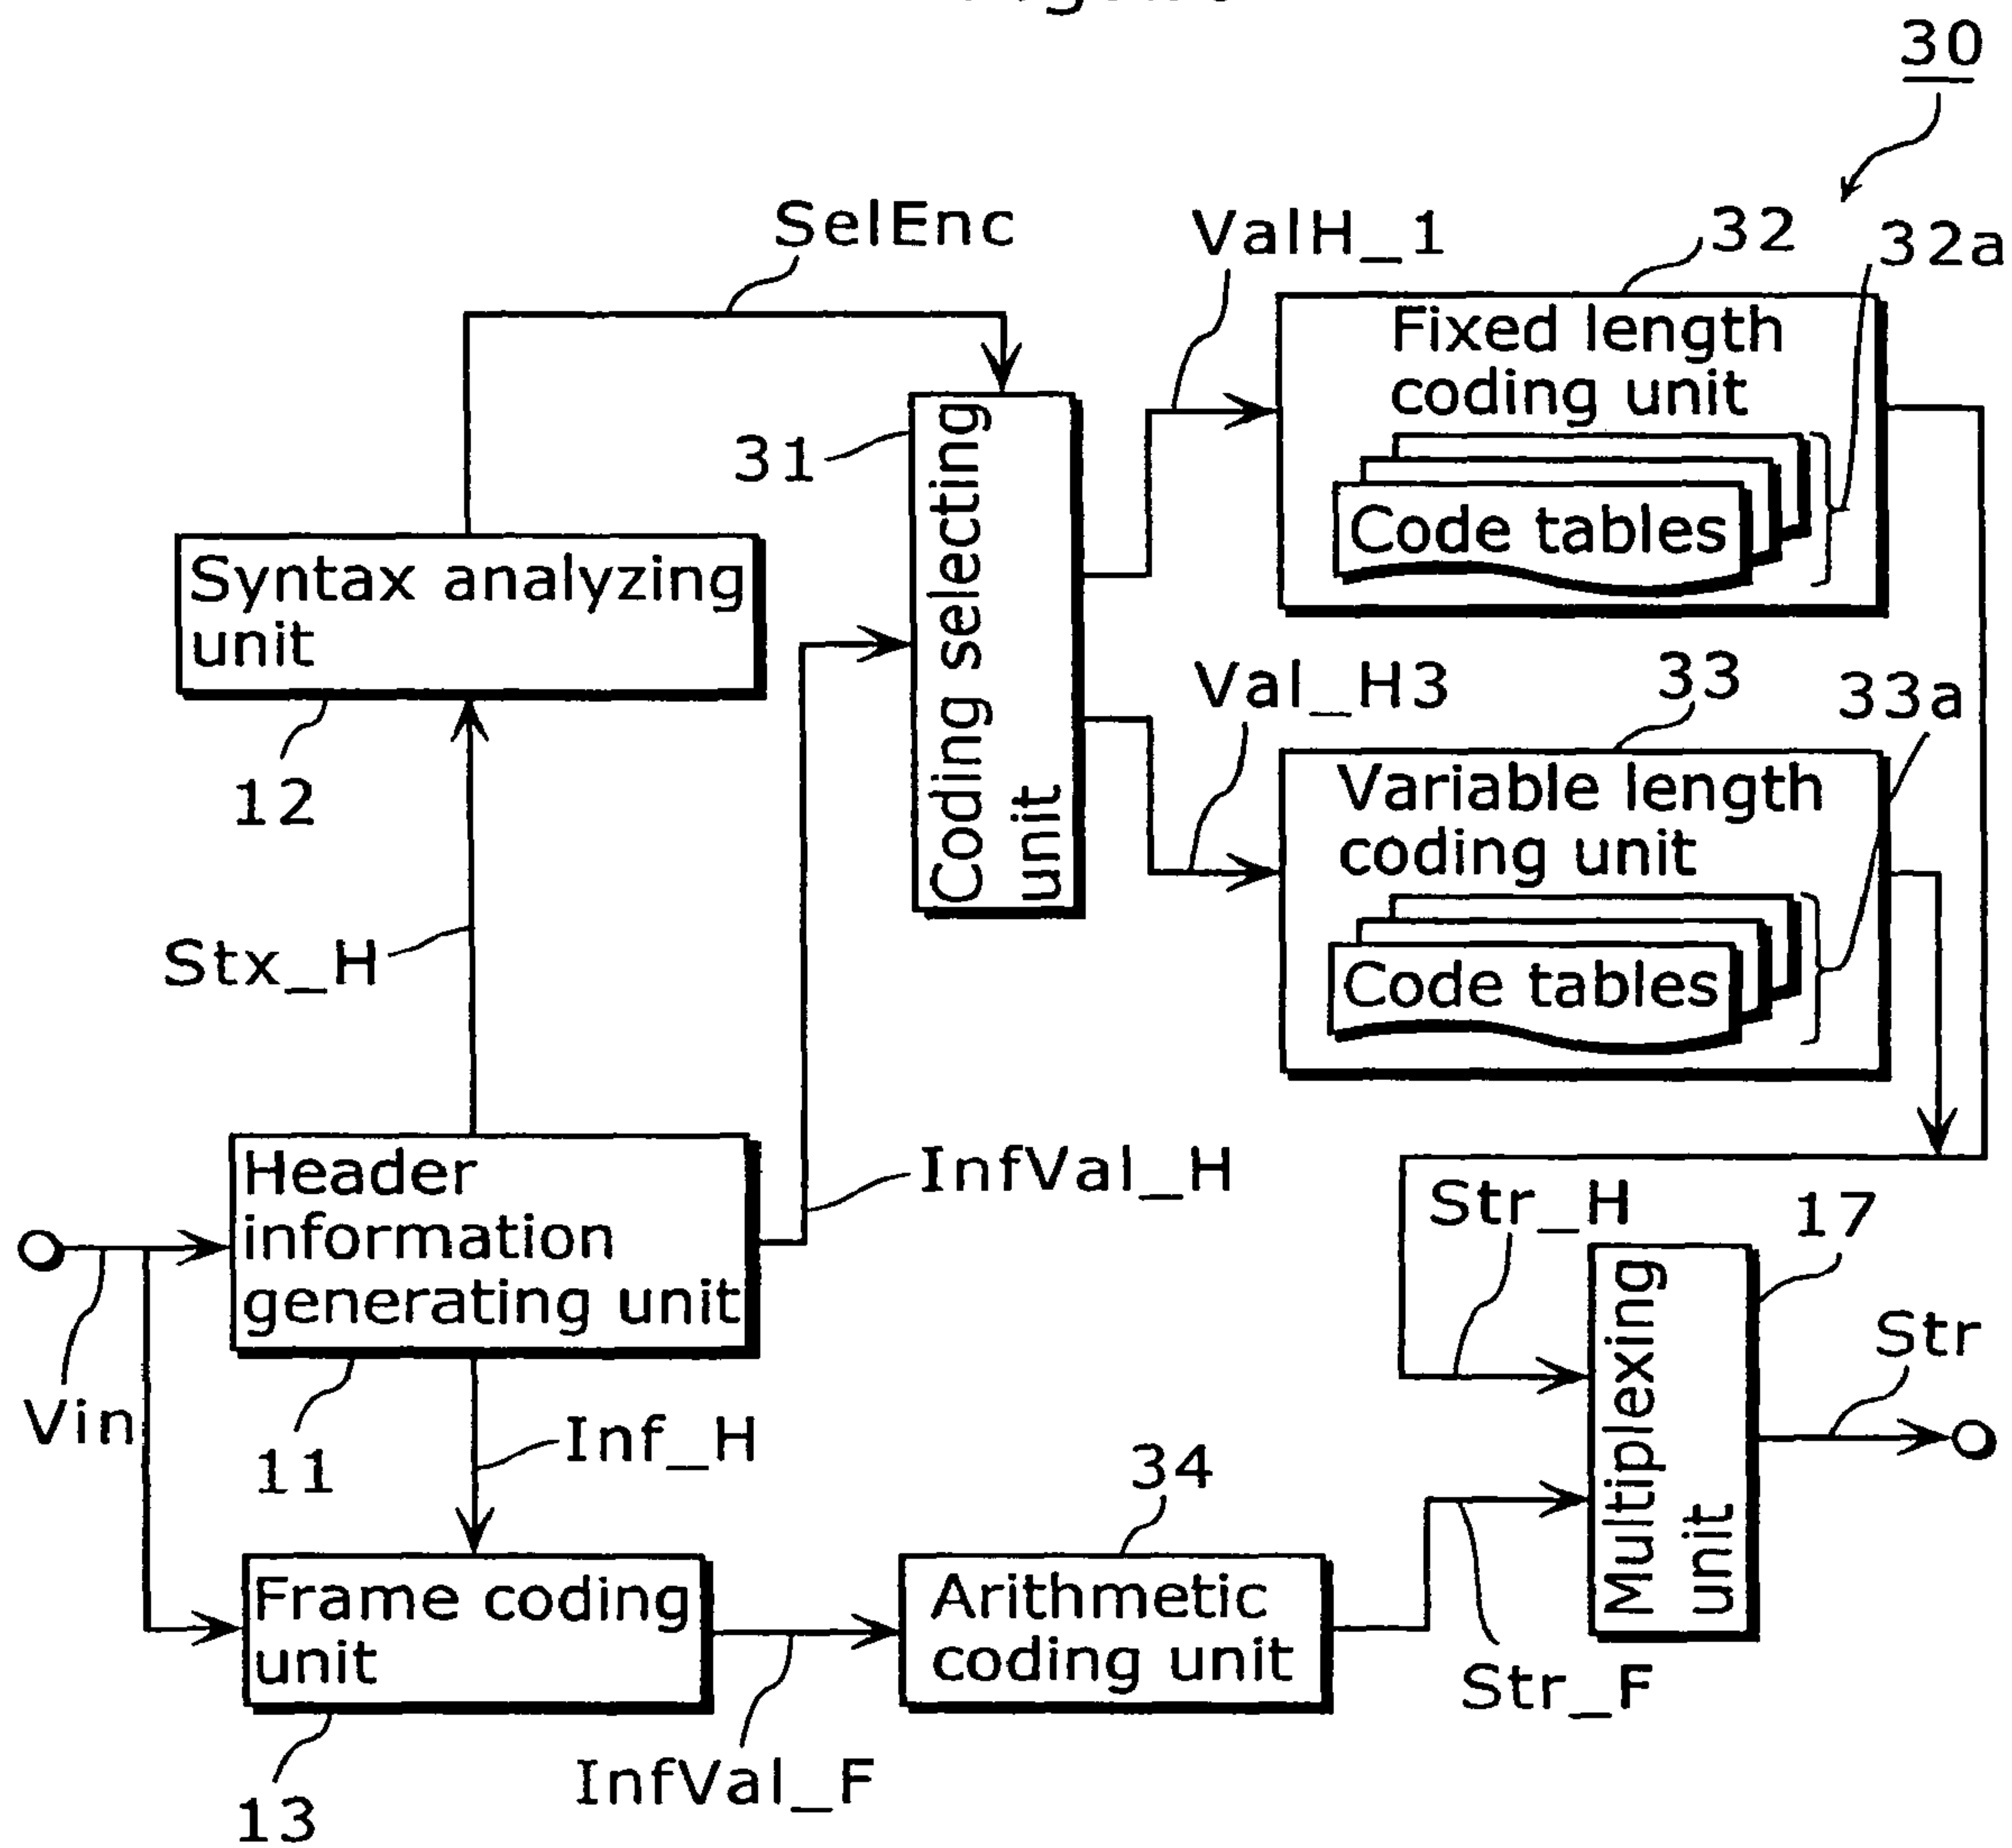 30
SelEnc
ValH_1
32
32a
Fixed length
coding unit
Code tables
31
Coding selecting
unit
Syntax analyzing
unit
12
Val_H3
33
33a
Variable length
coding unit
Code tables
Stx_H
Header
information
generating unit
InfVal_H
Str_H
17
Multiplexing
unit
Str
Vin
11
Inf_H
34
Frame coding
unit
Arithmetic
coding unit
Str_F
InfVal_F
13